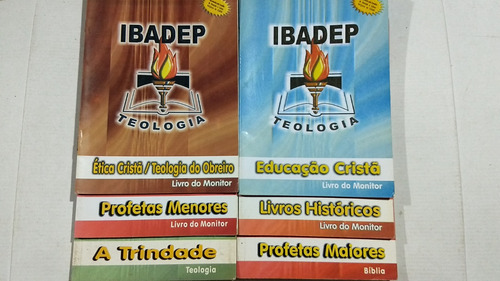 IBADEP
TEOLOGIA
Ética Cristã / Teologia do Obreiro
Livro do Monitor
IBADEP
TEOLOGIA
Educação Cristã
Livro do Monitor
Profetas Menores
Livro do Monitor
Livros Históricos
Livro do Monitor
A Trindade
Teologia
Profetas Maiores
Bíblia